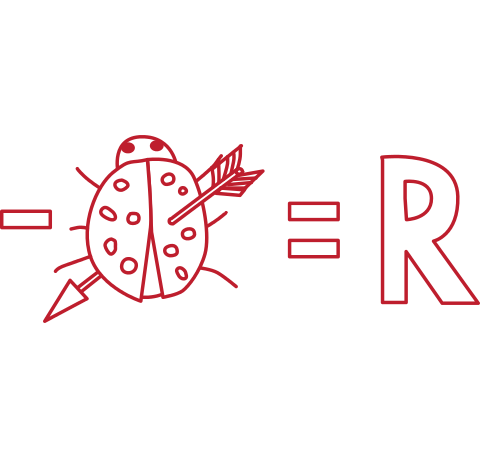 - = R